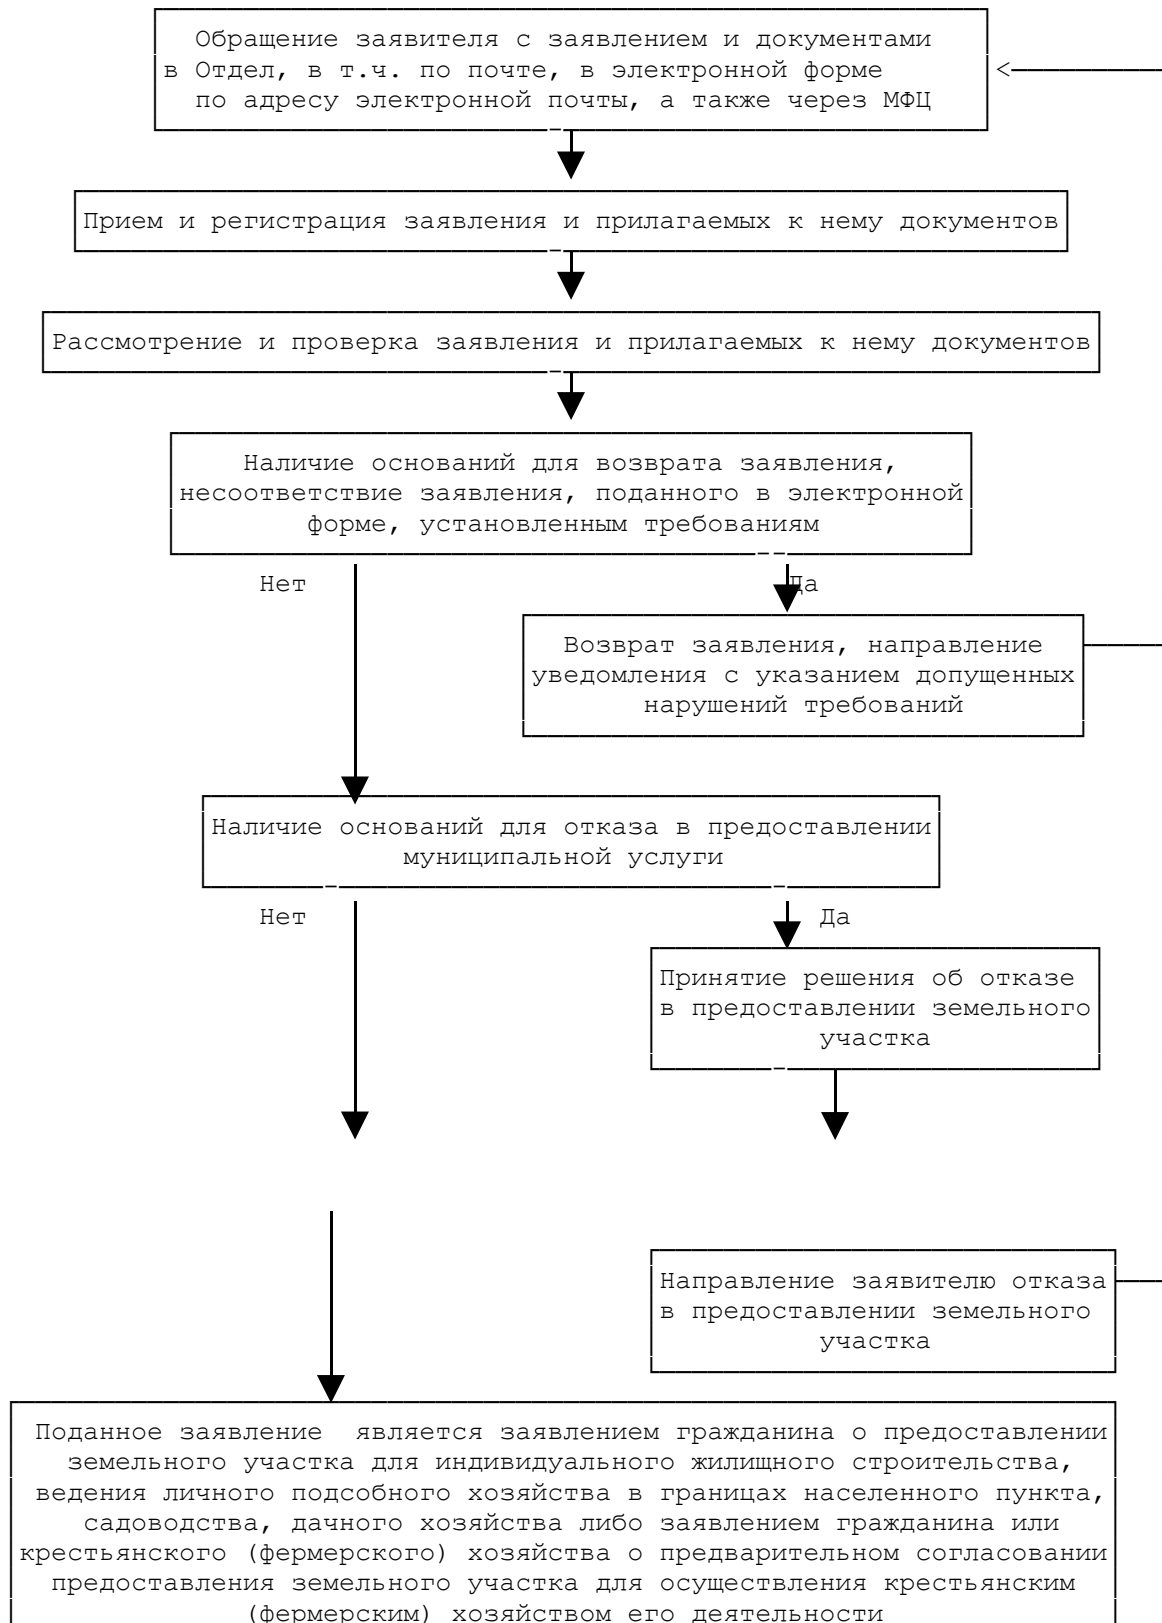 Обращение заявителя с заявлением и документами
в Отдел, в т.ч. по почте, в электронной форме
по адресу электронной почты, а также через МФЦ
Прием и регистрация заявления и прилагаемых к нему документов
Рассмотрение и проверка заявления и прилагаемых к нему документов
Наличие оснований для возврата заявления,
несоответствие заявления, поданного в электронной
форме, установленным требованиям
Нет Да
Возврат заявления, направление
уведомления с указанием допущенных
нарушений требований
Наличие оснований для отказа в предоставлении
муниципальной услуги
Нет Да
Принятие решения об отказе
в предоставлении земельного
участка
Направление заявителю отказа
в предоставлении земельного
участка
Поданное заявление является заявлением гражданина о предоставлении
земельного участка для индивидуального жилищного строительства,
ведения личного подсобного хозяйства в границах населенного пункта,
садоводства, дачного хозяйства либо заявлением гражданина или
крестьянского (фермерского) хозяйства о предварительном согласовании
предоставления земельного участка для осуществления крестьянским
(фермерским) хозяйством его деятельности